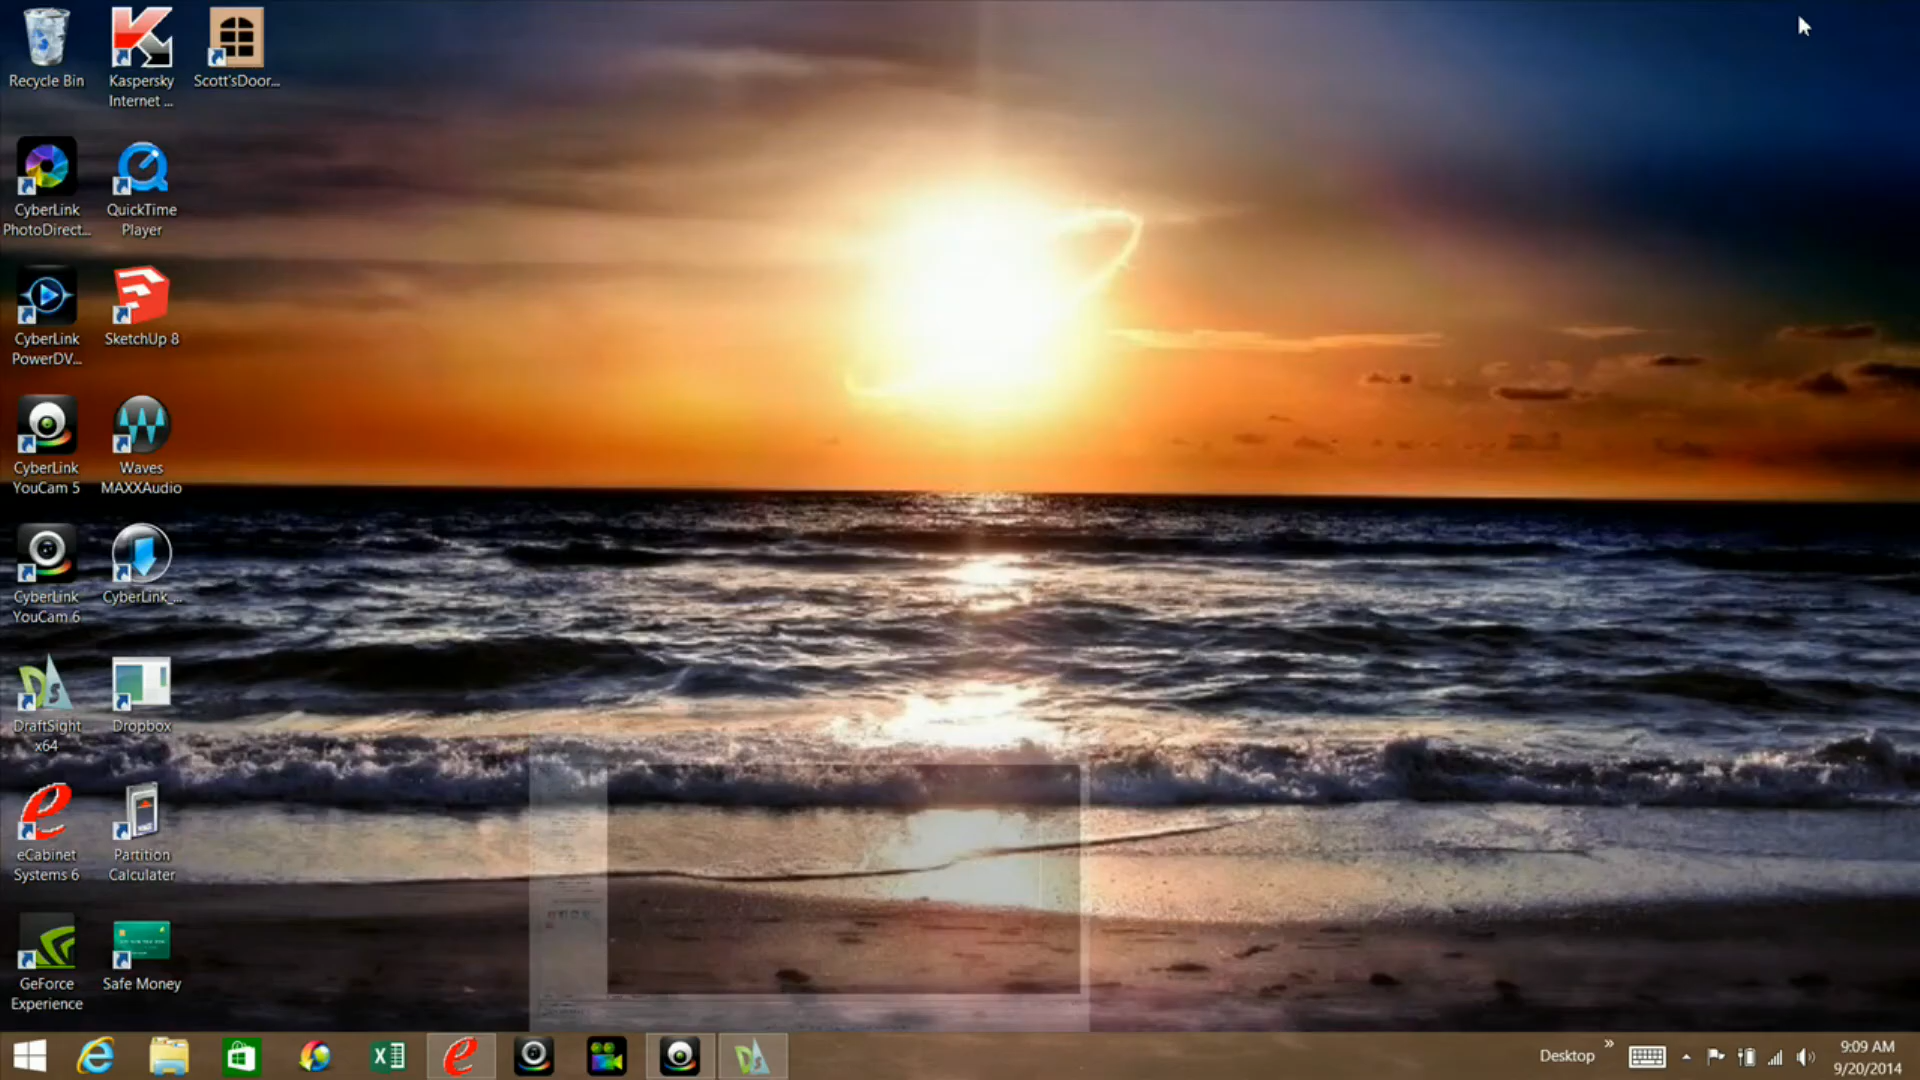 Recycle Bin
Kaspersky
Internet ...
Scott'sDoor...
CyberLink
PhotoDirect...
QuickTime
Player
CyberLink
PowerDV...
SketchUp 8
CyberLink
YouCam 5
Waves
MAXXAudio
CyberLink
YouCam 6
CyberLink_...
DraftSight
x64
Dropbox
eCabinet
Systems 6
Partition
Calculater
GeForce
Experience
Safe Money
Desktop
9:09 AM
9/20/2014